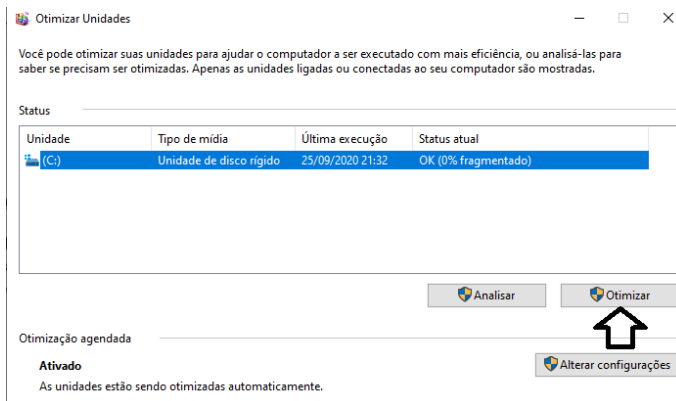 Otimizar Unidades
Você pode otimizar suas unidades para ajudar o computador a ser executado com mais eficiência, ou analisá-las para
saber se precisam ser otimizadas. Apenas as unidades ligadas ou conectadas ao seu computador são mostradas.
Status
Unidade Tipo de mídia Última execução Status atual
(C:) Unidade de disco rígido 25/09/2020 21:32 OK (0% fragmentado)
Analisar Otimizar
Otimização agendada
Ativado Alterar configurações
As unidades estão sendo otimizadas automaticamente.